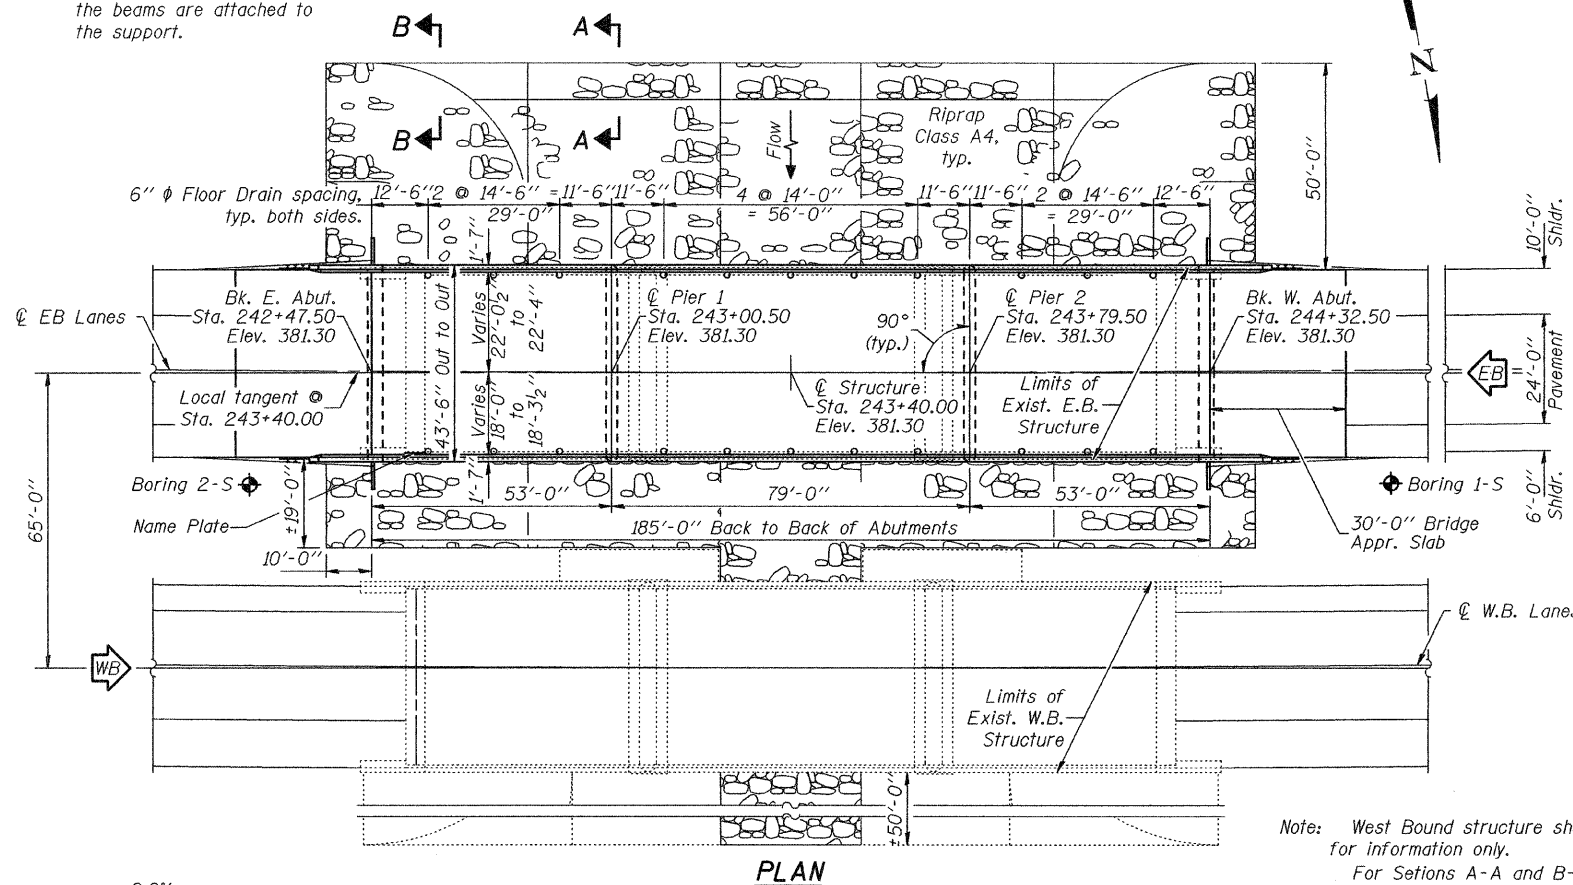 the beams are attached to
the support.
B
A
B
A
N
Riprap
Class A4,
typ.
Flow
50'-0"
10'-0"
Shldr.
6" ϕ Floor Drain spacing,
typ. both sides.
12'-6"
2 @ 14'-6" =
29'-0"
11'-6"
11'-6"
4 @ 14'-0"
= 56'-0"
11'-6"
11'-6"
2 @ 14'-6"
= 29'-0"
12'-6"
1'-7"
℄ EB Lanes
Bk. E. Abut.
Sta. 242+47.50
Elev. 381.30
43'-6" Out to Out
Varies
22'-0½"
to
22'-4"
℄ Pier 1
Sta. 243+00.50
Elev. 381.30
90°
(typ.)
℄ Pier 2
Sta. 243+79.50
Elev. 381.30
Bk. W. Abut.
Sta. 244+32.50
Elev. 381.30
EB
24'-0"
Pavement
Local tangent @
Sta. 243+40.00
Varies
18'-0"
to
18'-3½"
℄ Structure
Sta. 243+40.00
Elev. 381.30
Limits of
Exist. E.B.
Structure
65'-0"
Boring 2-S
Name Plate
±19'-0"
1'-7"
53'-0"
79'-0"
53'-0"
Boring 1-S
6'-0"
Shldr.
185'-0" Back to Back of Abutments
30'-0" Bridge
Appr. Slab
10'-0"
℄ W.B. Lane
WB
Limits of
Exist. W.B.
Structure
±50'-0"
PLAN
Note: West Bound structure sh
for information only.
For Setions A-A and B-